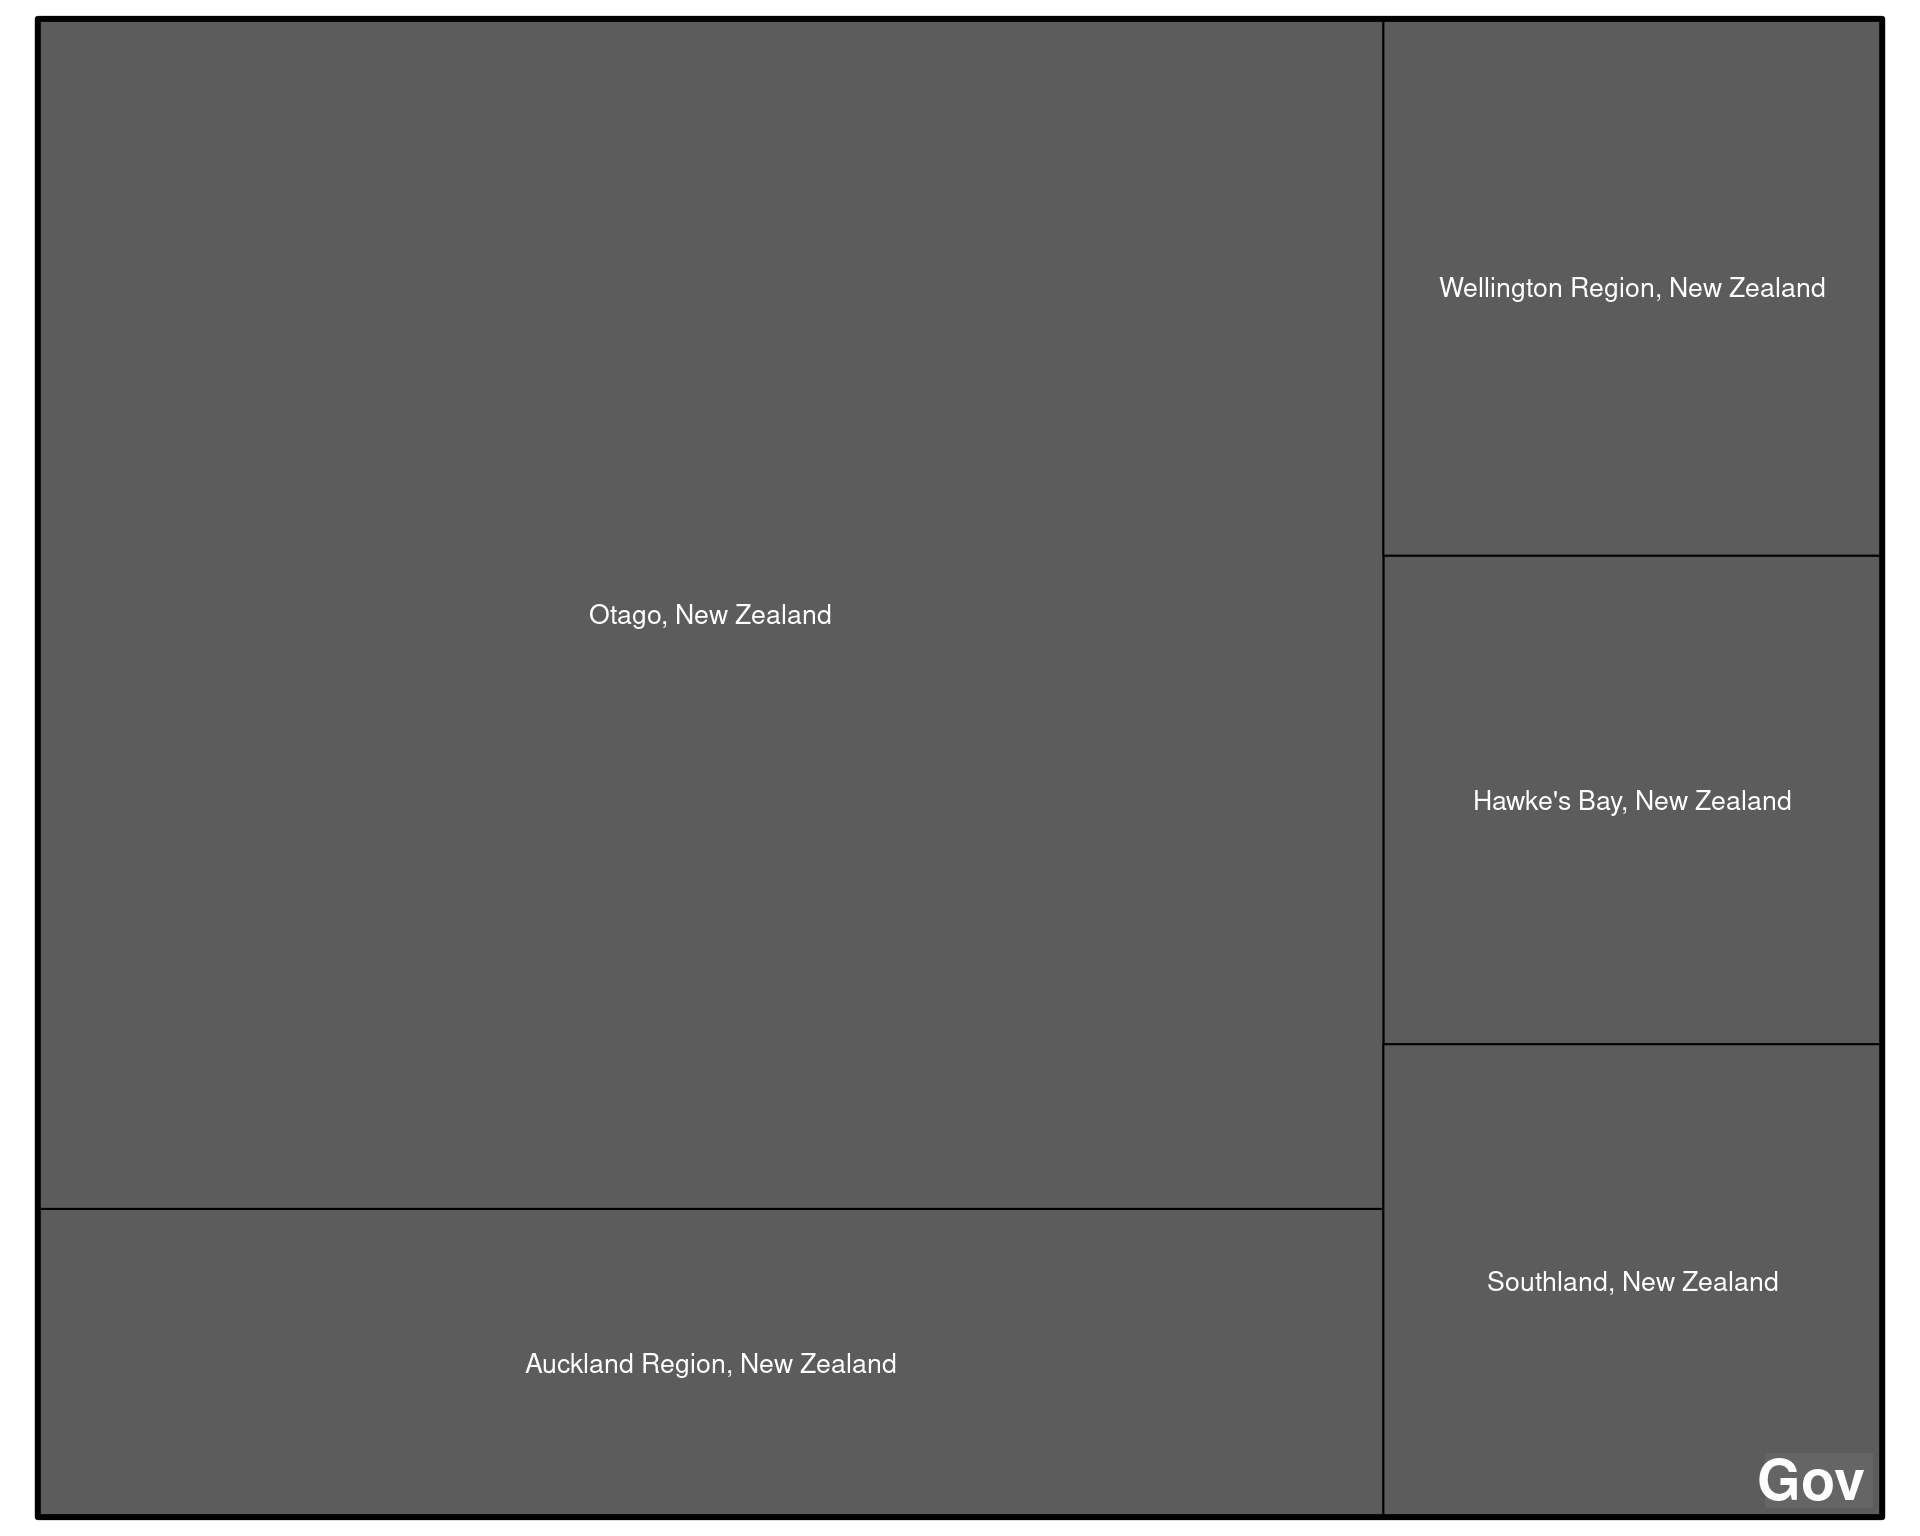 Otago, New Zealand
Auckland Region, New Zealand
Wellington Region, New Zealand
Hawke's Bay, New Zealand
Southland, New Zealand
Gov